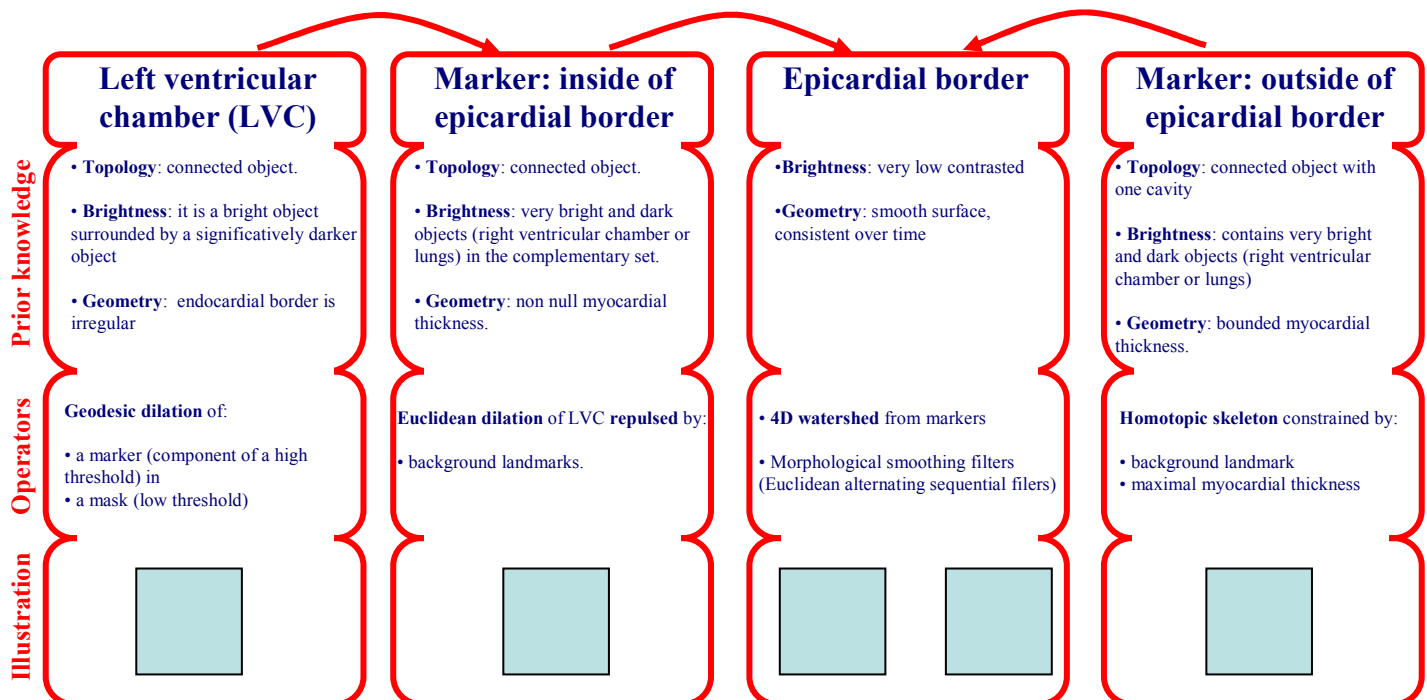 Left ventricular
chamber (LVC)
Marker: inside of
epicardial border
Epicardial border
Marker: outside of
epicardial border
Prior knowledge
• Topology: connected object.
• Brightness: it is a bright object
surrounded by a significatively darker
object
• Geometry: endocardial border is
irregular
• Topology: connected object.
• Brightness: very bright and dark
objects (right ventricular chamber or
lungs) in the complementary set.
• Geometry: non null myocardial
thickness.
•Brightness: very low contrasted
•Geometry: smooth surface,
consistent over time
• Topology: connected object with
one cavity
• Brightness: contains very bright
and dark objects (right ventricular
chamber or lungs)
• Geometry: bounded myocardial
thickness.
Operators
Geodesic dilation of:
• a marker (component of a high
threshold) in
• a mask (low threshold)
Euclidean dilation of LVC repulsed by:
• background landmarks.
• 4D watershed from markers
• Morphological smoothing filters
(Euclidean alternating sequential filers)
Homotopic skeleton constrained by:
• background landmark
• maximal myocardial thickness
Illustration